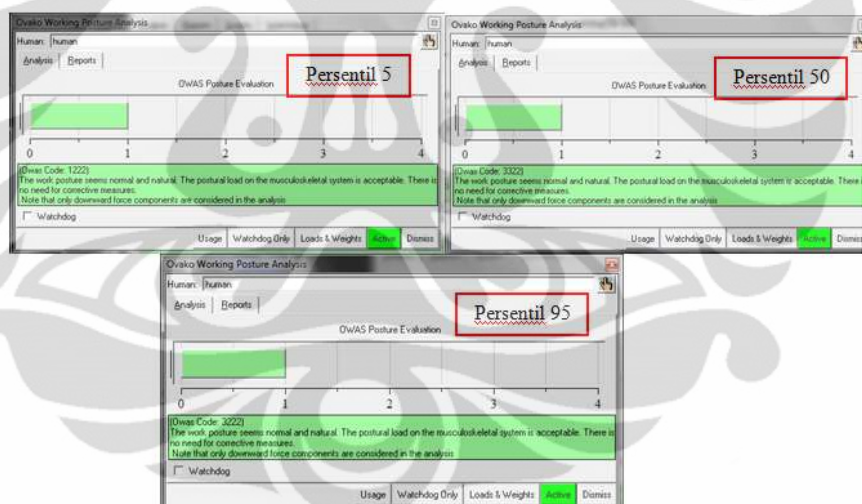 Ovako Working Posture Analysis
Human: human
Analysis Reports
Persentil 5
OWAS Posture Evaluation
0 1 2 3 4
(Owas Code: 1222)
The work posture seems normal and natural. The postural load on the musculoskeletal system is acceptable. There is
no need for corrective measures.
Note that only downward force components are considered in the analysis
Watchdog
Usage Watchdog Only Loads & Weights Active Dismiss
Ovako Working Posture Analysis
Human: human
Analysis Reports
Persentil 50
OWAS Posture Evaluation
0 1 2 3 4
(Owas Code: 3322)
The work posture seems normal and natural. The postural load on the musculoskeletal system is acceptable. There is
no need for corrective measures.
Note that only downward force components are considered in the analysis
Watchdog
Usage Watchdog Only Loads & Weights Active Dismiss
Ovako Working Posture Analysis
Human: human
Analysis Reports
Persentil 95
OWAS Posture Evaluation
0 1 2 3 4
(Owas Code: 3222)
The work posture seems normal and natural. The postural load on the musculoskeletal system is acceptable. There is
no need for corrective measures.
Note that only downward force components are considered in the analysis
Watchdog
Usage Watchdog Only Loads & Weights Active Dismiss